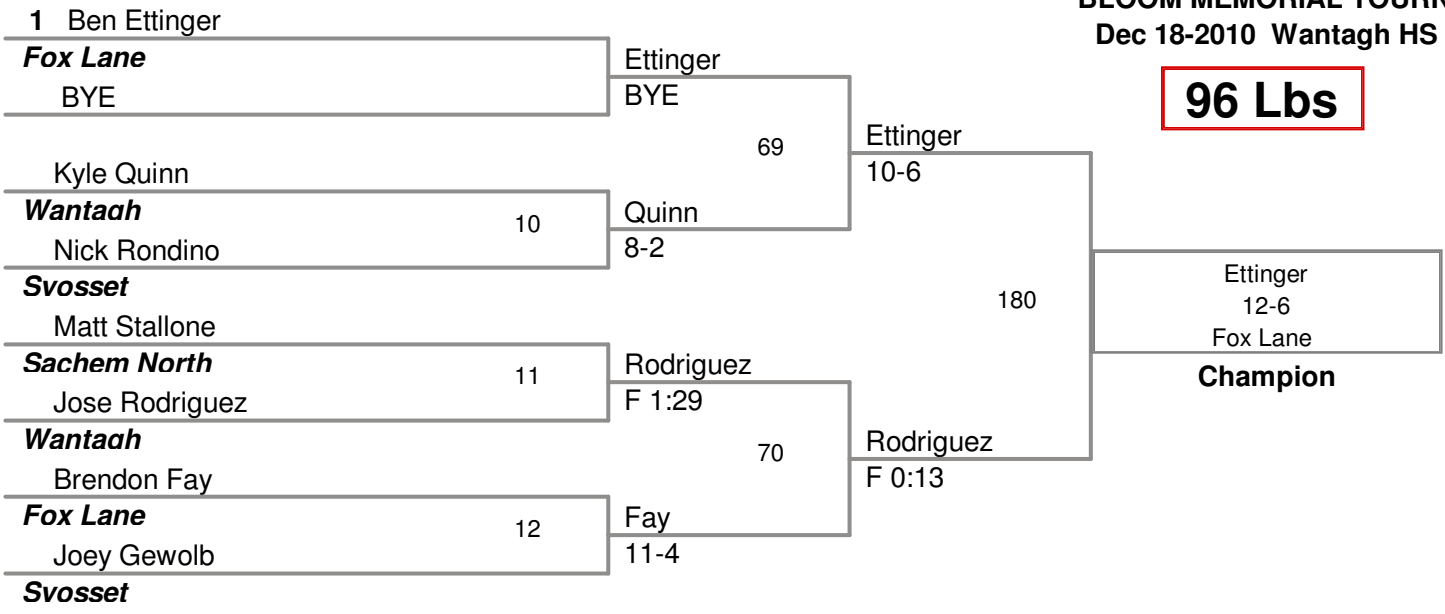 BLOOM MEMORIAL TOURN
Dec 18-2010 Wantagh HS
96 Lbs
1 Ben Ettinger
Fox Lane
BYE
Kyle Quinn
Wantagh
Nick Rondino
Syosset
Matt Stallone
Sachem North
Jose Rodriguez
Wantagh
Brendon Fay
Fox Lane
Joey Gewolb
Syosset
10
11
12
Ettinger
BYE
Quinn
8-2
Rodriguez
F 1:29
Fay
11-4
69
70
Ettinger
10-6
Rodriguez
F 0:13
180
Ettinger
12-6
Fox Lane
Champion